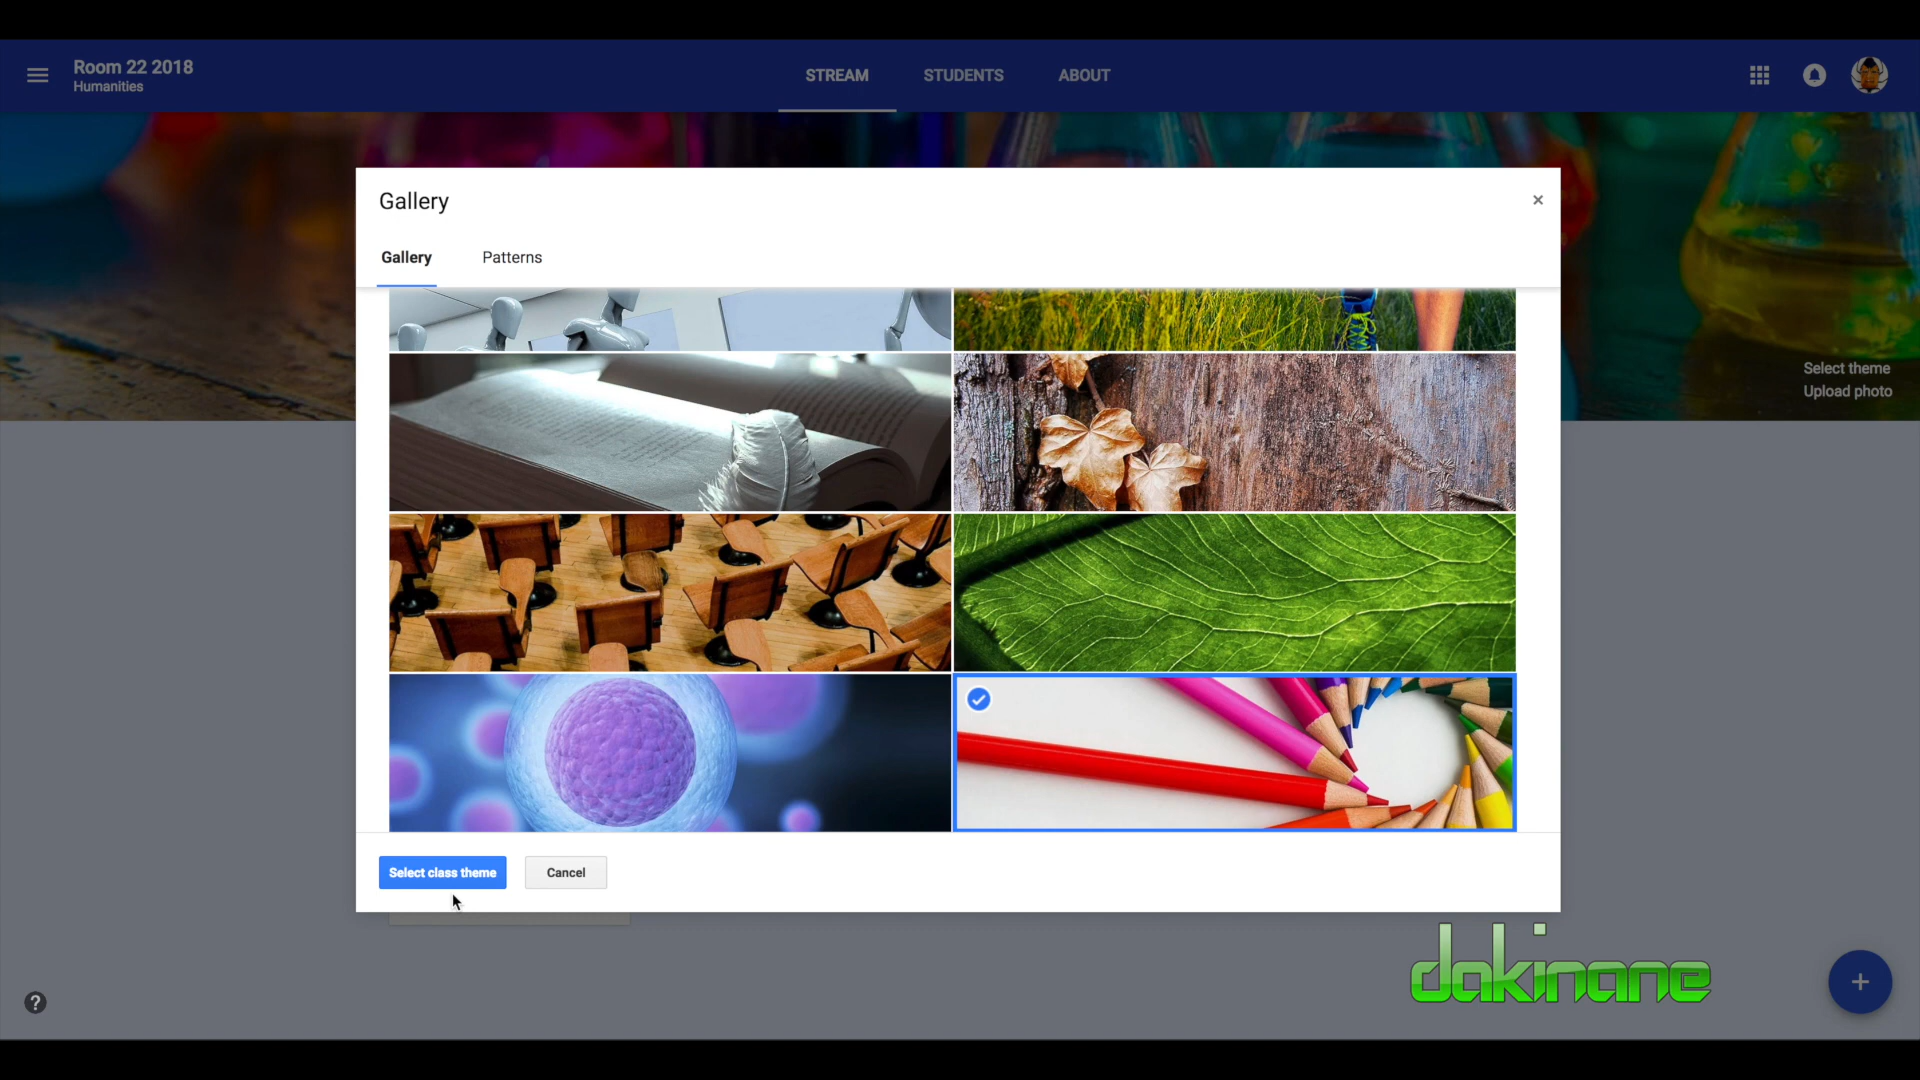 Room 22 2018
Humanities
STREAM
STUDENTS
ABOUT
Gallery
Gallery
Patterns
Select theme
Upload photo
Select class theme
Cancel
dakinane
?